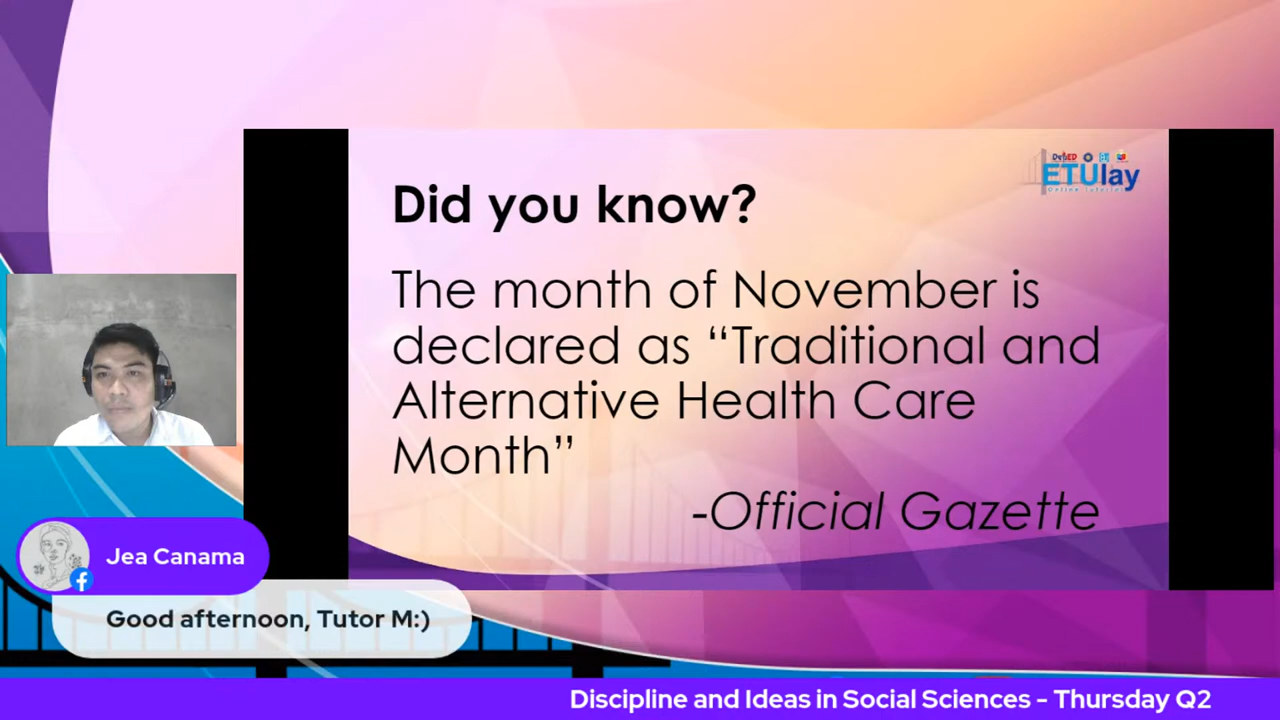 DepED
ETUlay
Did you know?
The month of November is
declared as “Traditional and
Alternative Health Care
Month”
-Official Gazette
Jea Canama
Good afternoon, Tutor M:)
Discipline and Ideas in Social Sciences - Thursday Q2